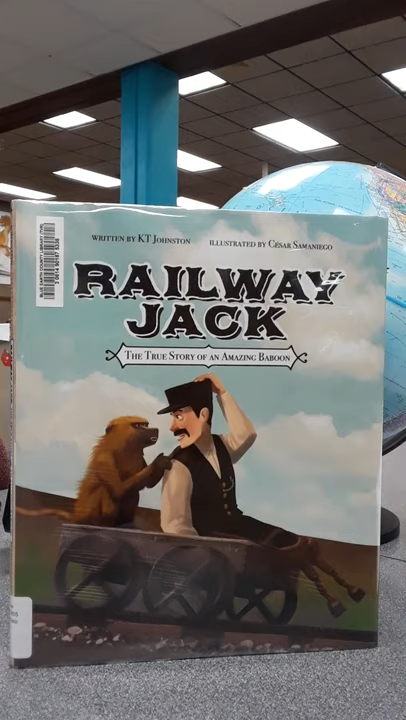 WRITTEN BY KT JOHNSTON ILLUSTRATED BY CÉSAR SAMANIEGO
RAILWAY
JACK
THE TRUE STORY OF AN AMAZING BABOON